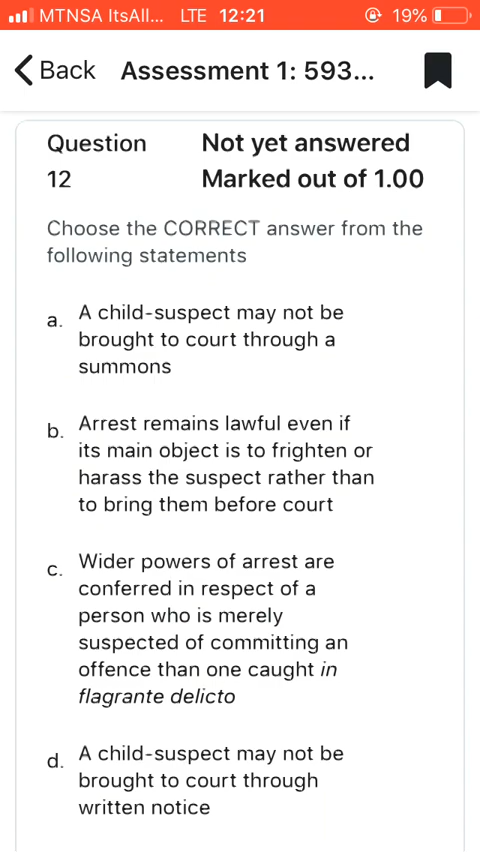 MTNSA ItsAll... LTE 12:21 19%
Back Assessment 1: 593...
Question 12
Not yet answered
Marked out of 1.00
Choose the CORRECT answer from the
following statements
a. A child-suspect may not be
brought to court through a
summons
b. Arrest remains lawful even if
its main object is to frighten or
harass the suspect rather than
to bring them before court
c. Wider powers of arrest are
conferred in respect of a
person who is merely
suspected of committing an
offence than one caught in
flagrante delicto
d. A child-suspect may not be
brought to court through
written notice